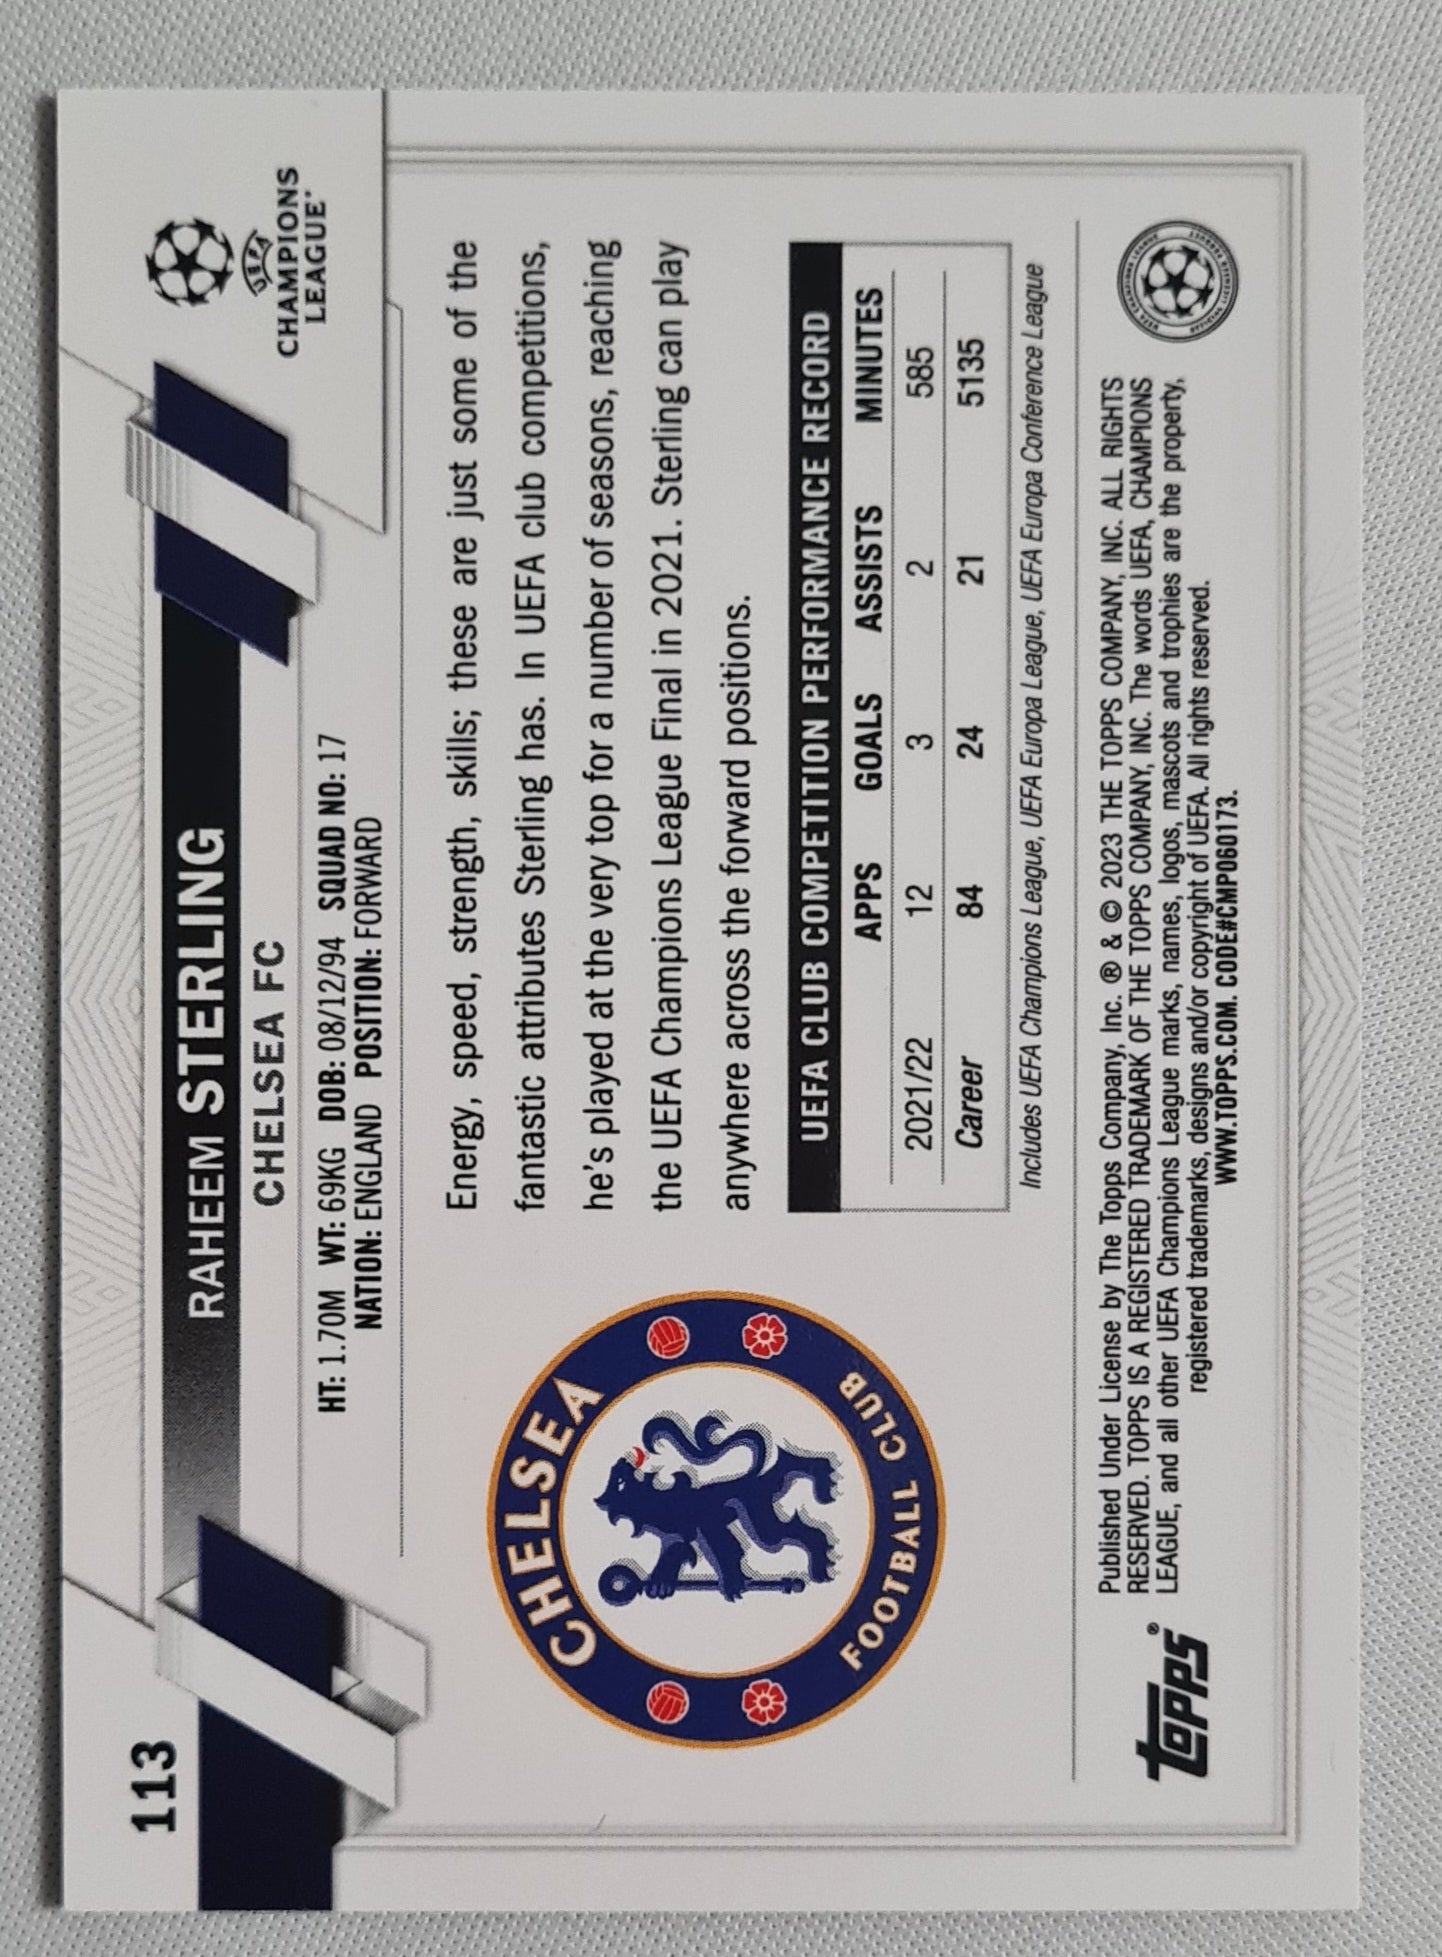 113
RAHEEM STERLING
CHELSEA FC
HT: 1.70M WT: 69KG DOB: 08/12/94 SQUAD NO: 17
NATION: ENGLAND POSITION: FORWARD
UEFA
CHAMPIONS
LEAGUE
CHELSEA
FOOTBALL CLUB
Energy, speed, strength, skills; these are just some of the
fantastic attributes Sterling has. In UEFA club competitions,
he's played at the very top for a number of seasons, reaching
the UEFA Champions League Final in 2021. Sterling can play
anywhere across the forward positions.
UEFA CLUB COMPETITION PERFORMANCE RECORD
APPS GOALS ASSISTS MINUTES
2021/22 12 3 2 585
Career 84 24 21 5135
Includes UEFA Champions League, UEFA Europa League, UEFA Europa Conference League
Topps®
Published Under License by The Topps Company, Inc. ® & © 2023 THE TOPPS COMPANY, INC. ALL RIGHTS
RESERVED. TOPPS IS A REGISTERED TRADEMARK OF THE TOPPS COMPANY, INC. The words UEFA, CHAMPIONS
LEAGUE, and all other UEFA Champions League marks, names, logos, mascots and trophies are the property,
registered trademarks, designs and/or copyright of UEFA. All rights reserved.
WWW.TOPPS.COM. CODE#CMP060173.